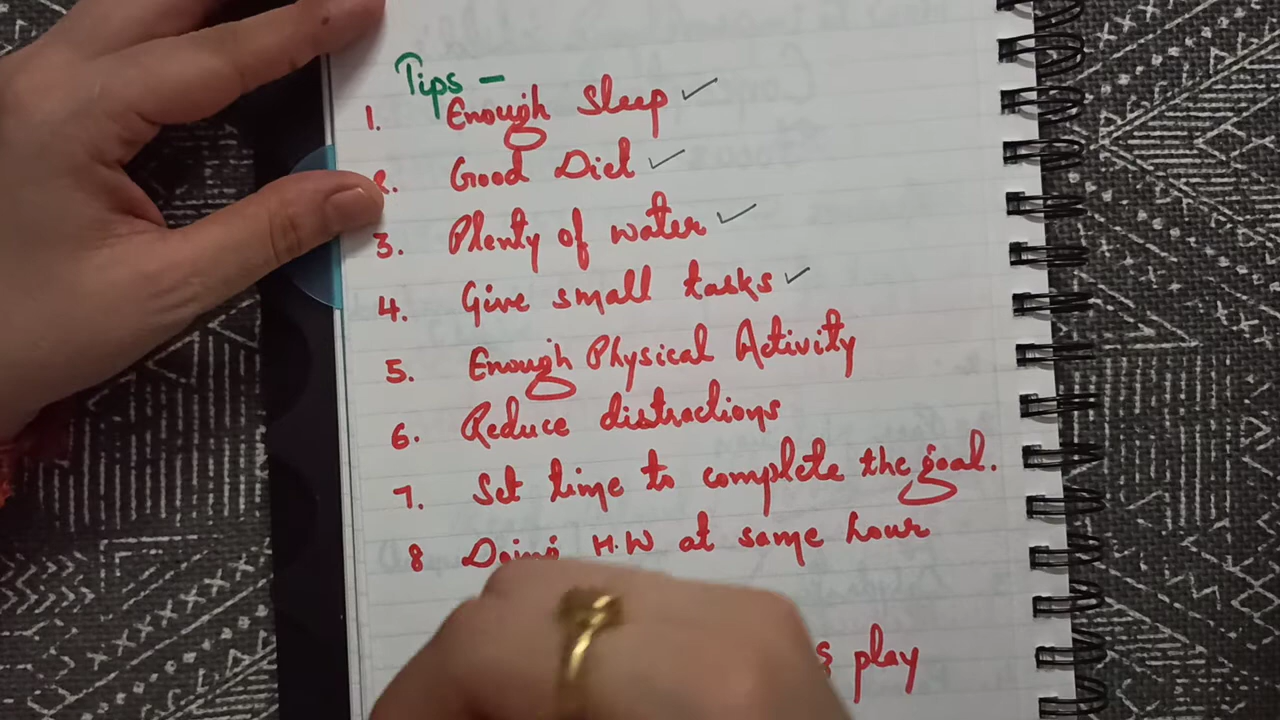 Tips -
1. Enough Sleep ✓
2. Good Diet ✓
3. Plenty of water ✓
4. Give small tasks ✓
5. Enough Physical Activity
6. Reduce distractions
7. Set time to complete the goal.
8 Doing H.W at same hour
play